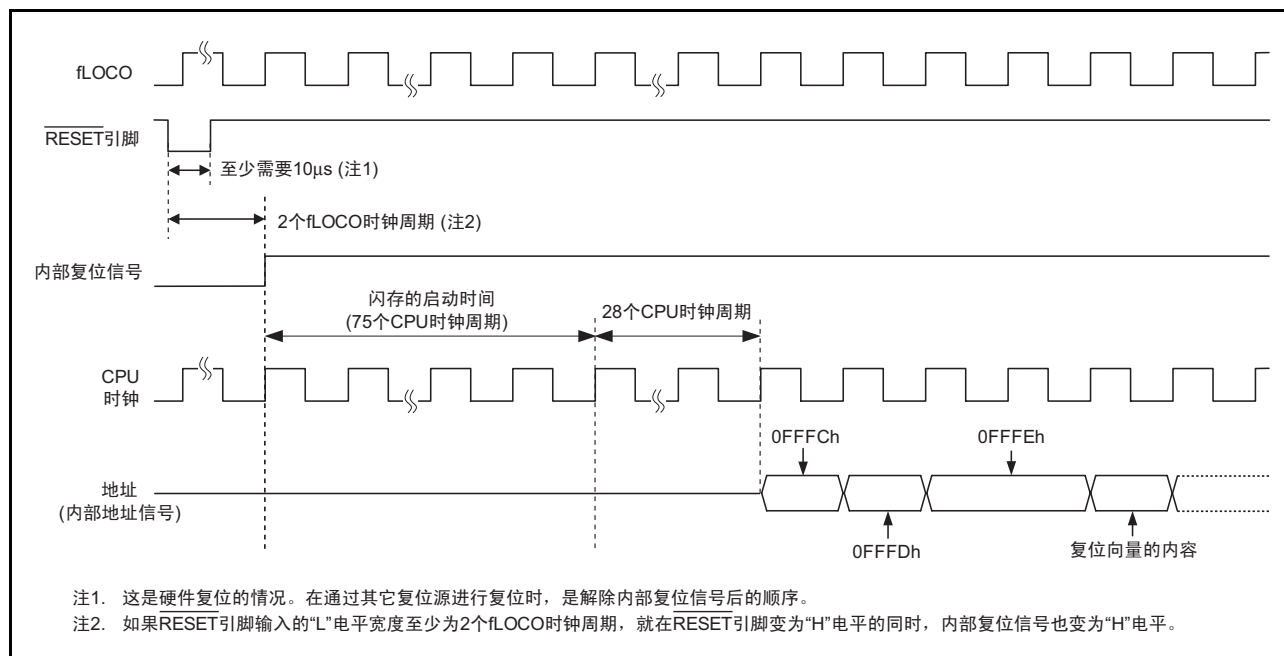 fLOCO
RESET引脚
至少需要10μs (注1)
2个fLOCO时钟周期 (注2)
内部复位信号
闪存的启动时间
(75个CPU时钟周期)
28个CPU时钟周期
CPU
时钟
0FFFCh
0FFFEh
地址
(内部地址信号)
0FFFDh
复位向量的内容
注1. 这是硬件复位的情况。在通过其它复位源进行复位时，是解除内部复位信号后的顺序。
注2. 如果RESET引脚输入的“L”电平宽度至少为2个fLOCO时钟周期，就在RESET引脚变为“H”电平的同时，内部复位信号也变为“H”电平。